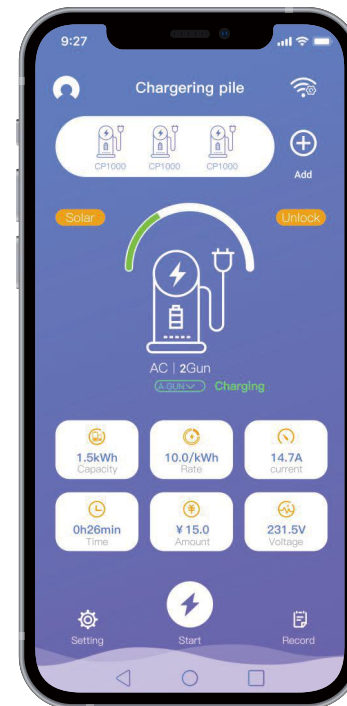 9:27
Chargering pile
CP1000 CP1000 CP1000
Add
Solar Unlock
AC | 2Gun
A-GUN Charging
1.5kWh 10.0/kWh 14.7A
Capacity Rate current
0h26min ¥15.0 231.5V
Time Amount Voltage
Setting Start Record